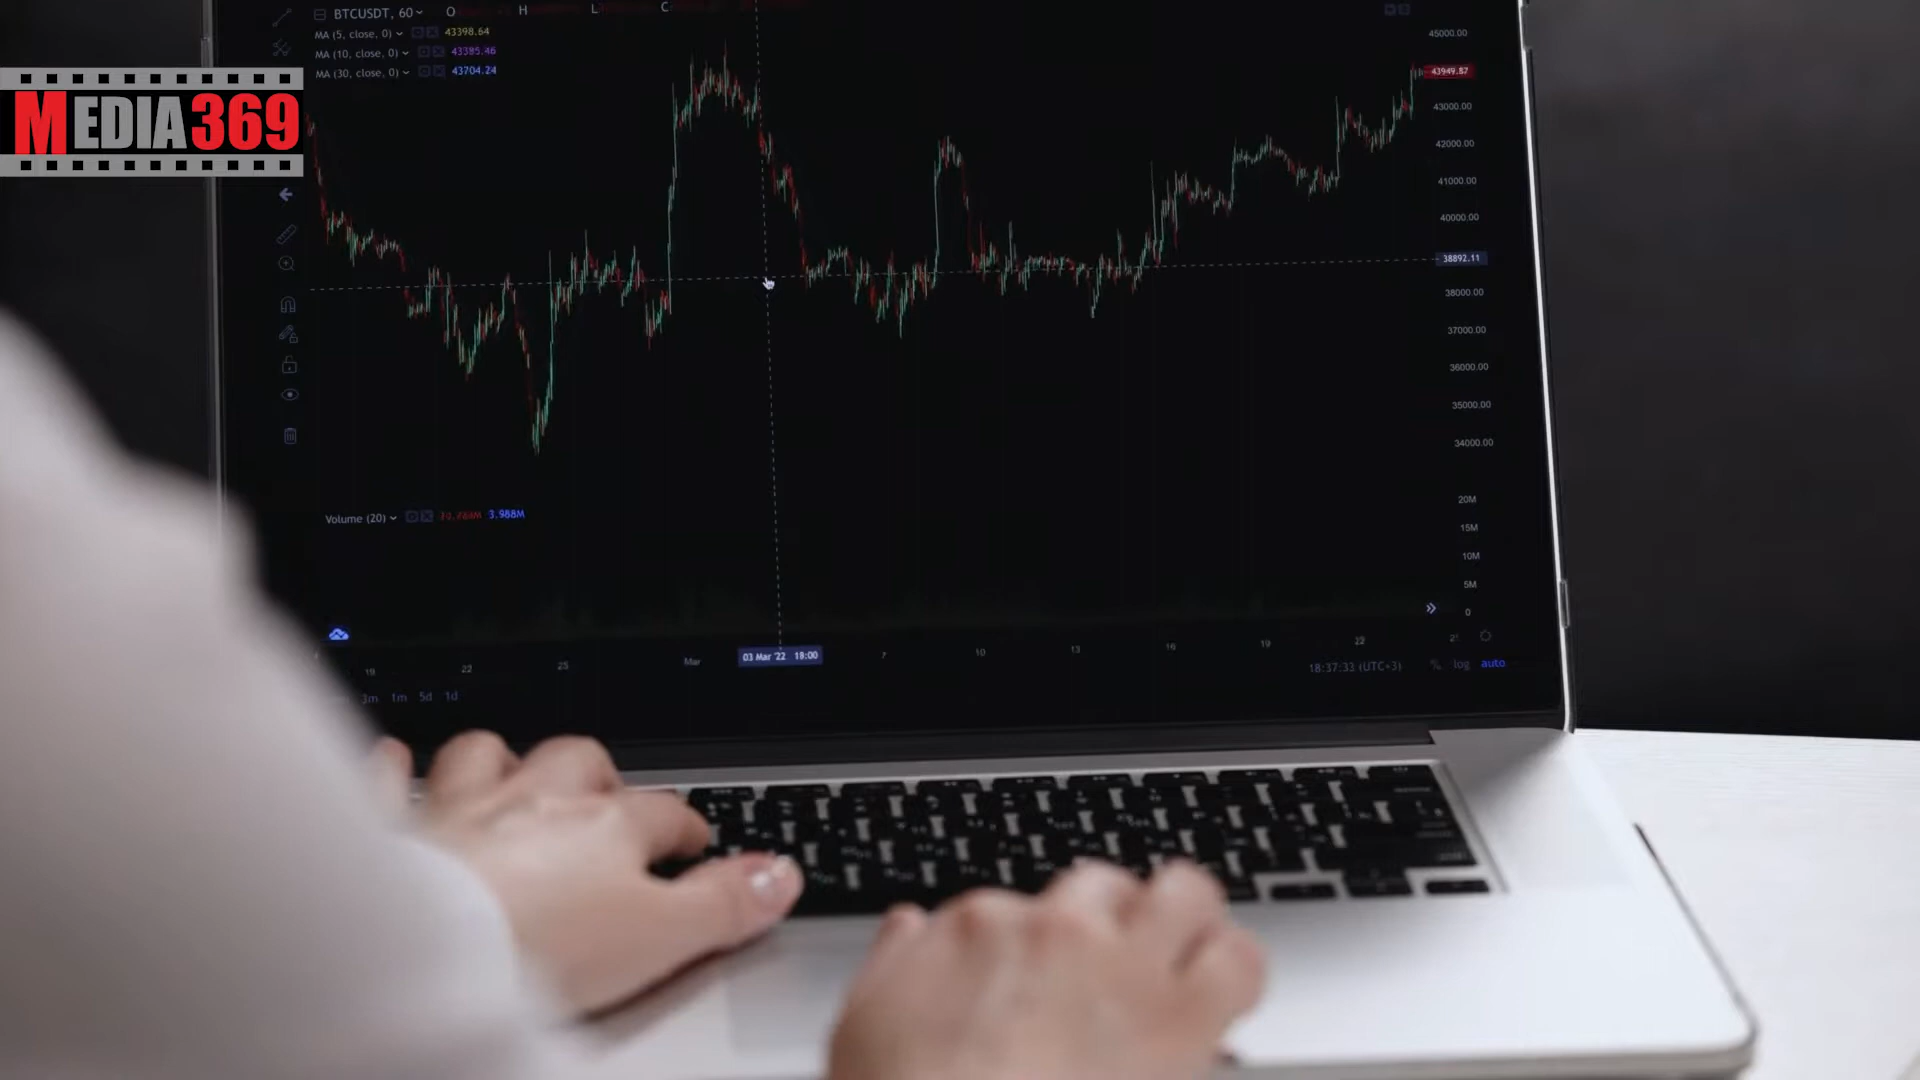 BTCUSDT, 60 O H L C
MA (5, close, 0) 43398.64
MA (10, close, 0) 43385.46
MA (30, close, 0) 43704.24
MEDIA369
45000.00
43949.87
43000.00
42000.00
41000.00
40000.00
38892.11
38000.00
37000.00
36000.00
35000.00
34000.00
Volume (20) 3.988M
20M
15M
10M
5M
0
19 22 25 Mar 03 Mar '22 18:00 7 10 13 16 19 22
3m 1m 5d 1d
18:37:33 (UTC+3) % log auto